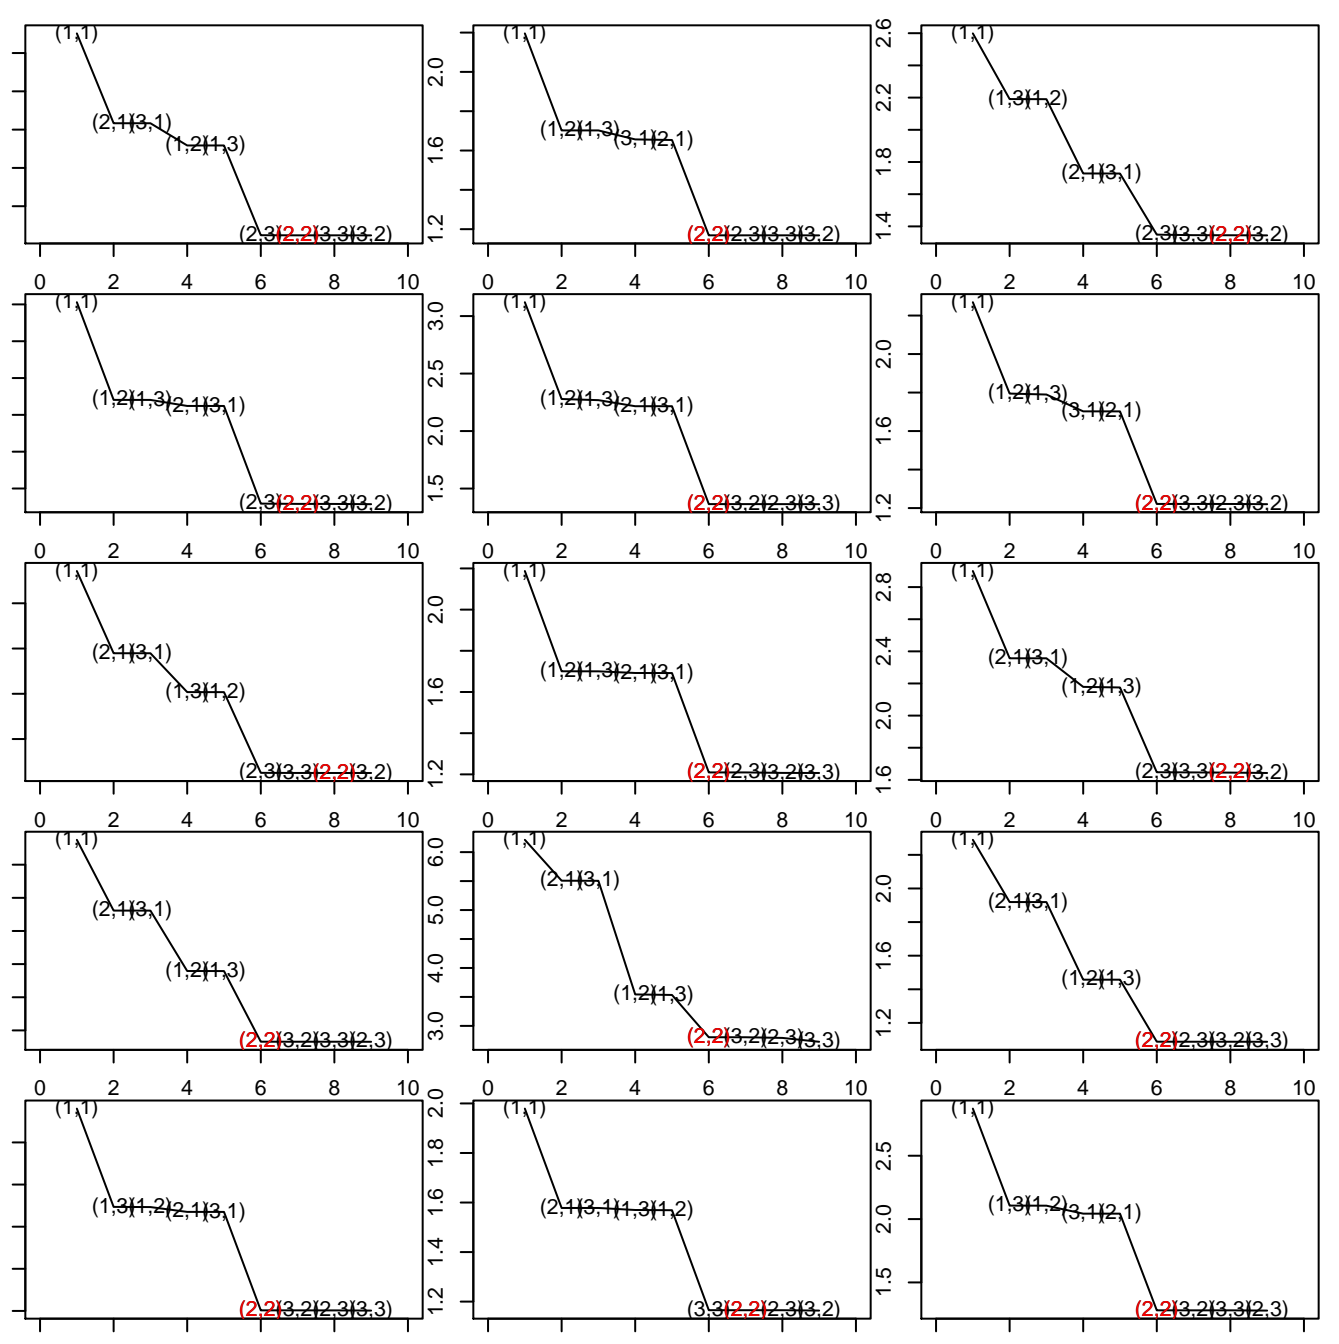 (1,1) (1,1) (1,1)
2.0 2.6
(2,1) (3,1) (1,2) (1,3) (1,3) (1,2)
2.2
(1,2) (1,3) (3,1) (2,1) (2,1) (3,1)
1.6 1.8
(2,3) (2,2) (3,3) (3,2) (2,2) (2,3) (3,3) (3,2) (2,3) (3,3) (2,2) (3,2)
1.2 1.4
0 2 4 6 8 10 0 2 4 6 8 10 0 2 4 6 8 10
(1,1) (1,1) (1,1)
3.0 2.0
(1,2) (1,3) (2,1) (3,1) (1,2) (1,3) (2,1) (3,1) (1,2) (1,3) (3,1) (2,1)
2.5 1.6
2.0
(2,3) (2,2) (3,3) (3,2) (2,2) (3,2) (2,3) (3,3) (2,2) (3,3) (2,3) (3,2)
1.5 1.2
0 2 4 6 8 10 0 2 4 6 8 10 0 2 4 6 8 10
(1,1) (1,1) (1,1)
2.0 2.8
(2,1) (3,1) (1,2) (1,3) (2,1) (3,1) (2,1) (3,1)
2.4
(1,3) (1,2) (1,2) (1,3)
1.6 2.0
(2,3) (3,3) (2,2) (3,2) (2,2) (2,3) (3,2) (3,3) (2,3) (3,3) (2,2) (3,2)
1.2 1.6
0 2 4 6 8 10 0 2 4 6 8 10 0 2 4 6 8 10
(1,1) (1,1) (1,1)
6.0 2.0
(2,1) (3,1) (2,1) (3,1) (2,1) (3,1)
5.0 1.6
(1,2) (1,3) (1,2) (1,3) (1,2) (1,3)
4.0
(2,2) (3,2) (3,3) (2,3) (2,2) (3,2) (2,3) (3,3) (2,2) (2,3) (3,2) (3,3)
3.0 1.2
0 2 4 6 8 10 0 2 4 6 8 10 0 2 4 6 8 10
(1,1) (1,1) (1,1)
2.0 2.5
1.8
(1,3) (1,2) (2,1) (3,1) (2,1) (3,1) (1,3) (1,2) (1,3) (1,2) (3,1) (2,1)
1.6 2.0
1.4
(2,2) (3,2) (2,3) (3,3) (3,3) (2,2) (2,3) (3,2) (2,2) (3,2) (3,3) (2,3)
1.2 1.5